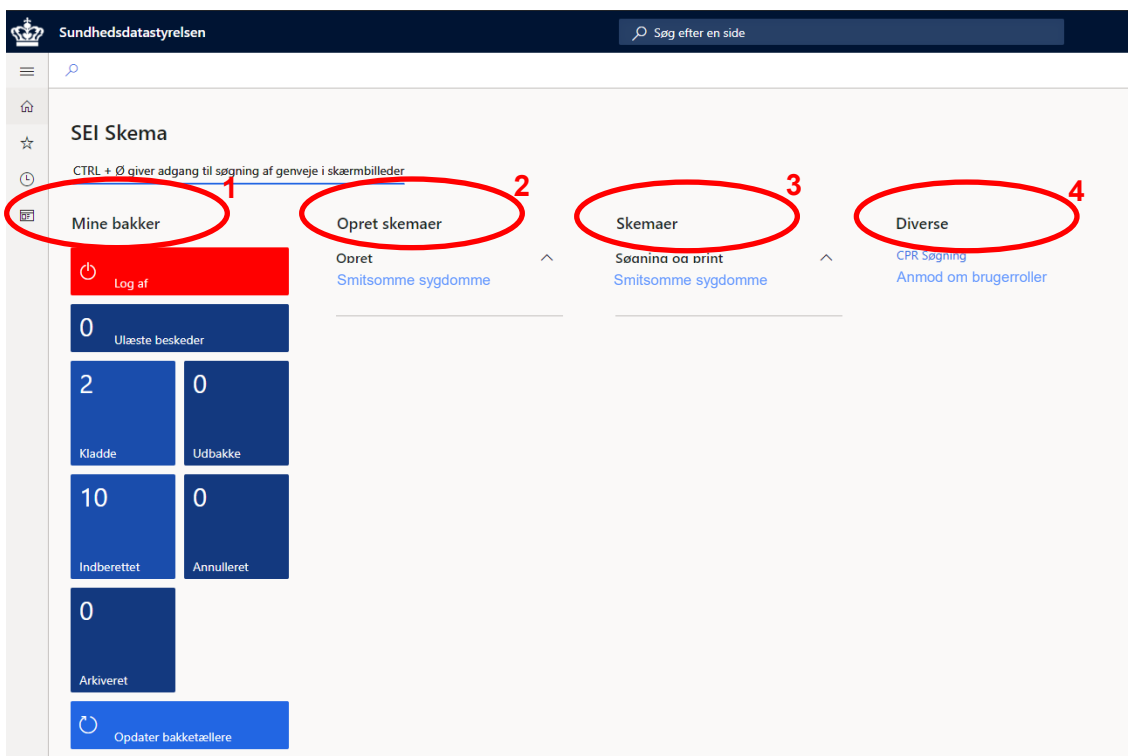 Sundhedsdatastyrelsen
Søg efter en side
SEI Skema
CTRL + Ø giver adgang til søgning af genveje i skærmbilleder
1
2
3
4
Mine bakker
Opret skemaer
Skemaer
Diverse
Log af
0
Ulæste beskeder
2
0
Kladde
Udbakke
10
0
Indberettet
Annulleret
0
Arkiveret
Opdater bakketællere
Opret
Smitsomme sygdomme
Søgning og print
Smitsomme sygdomme
CPR Søgning
Anmod om brugerroller